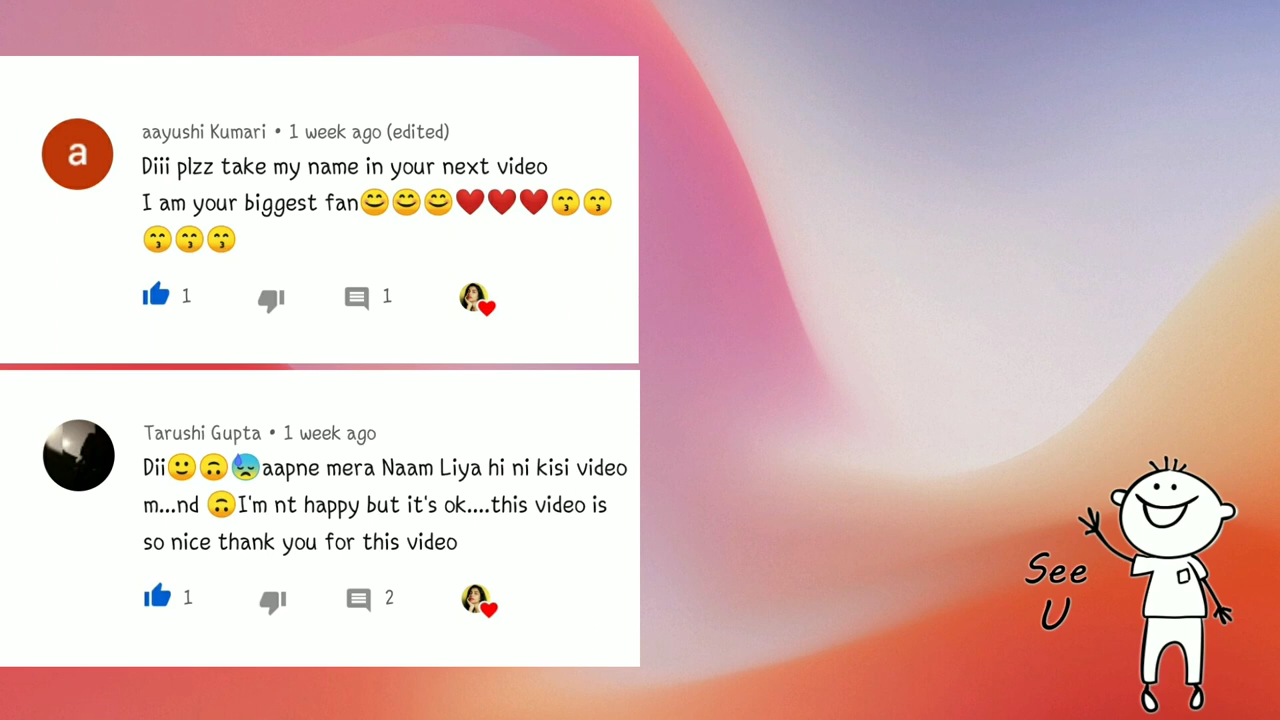 a
aayushi Kumari • 1 week ago (edited)
Diii plzz take my name in your next video
I am your biggest fan😊😊😊❤️❤️❤️😙😙
😙😙😙
1 1
Tarushi Gupta • 1 week ago
Dii🙂🙃😓aapne mera Naam Liya hi ni kisi video
m...nd 🙃I'm nt happy but it's ok....this video is
so nice thank you for this video
1 2
See
U